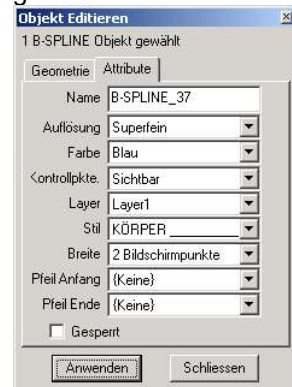 Objekt Editieren
1 B-SPLINE Objekt gewählt
Geometrie Attribute
Name B-SPLINE_37
Auflösung Superfein
Farbe Blau
Kontrollpkte. Sichtbar
Layer Layer1
Stil KÖRPER
Breite 2 Bildschirmpunkte
Pfeil Anfang {Keine}
Pfeil Ende {Keine}
Gesperrt
Anwenden Schliessen